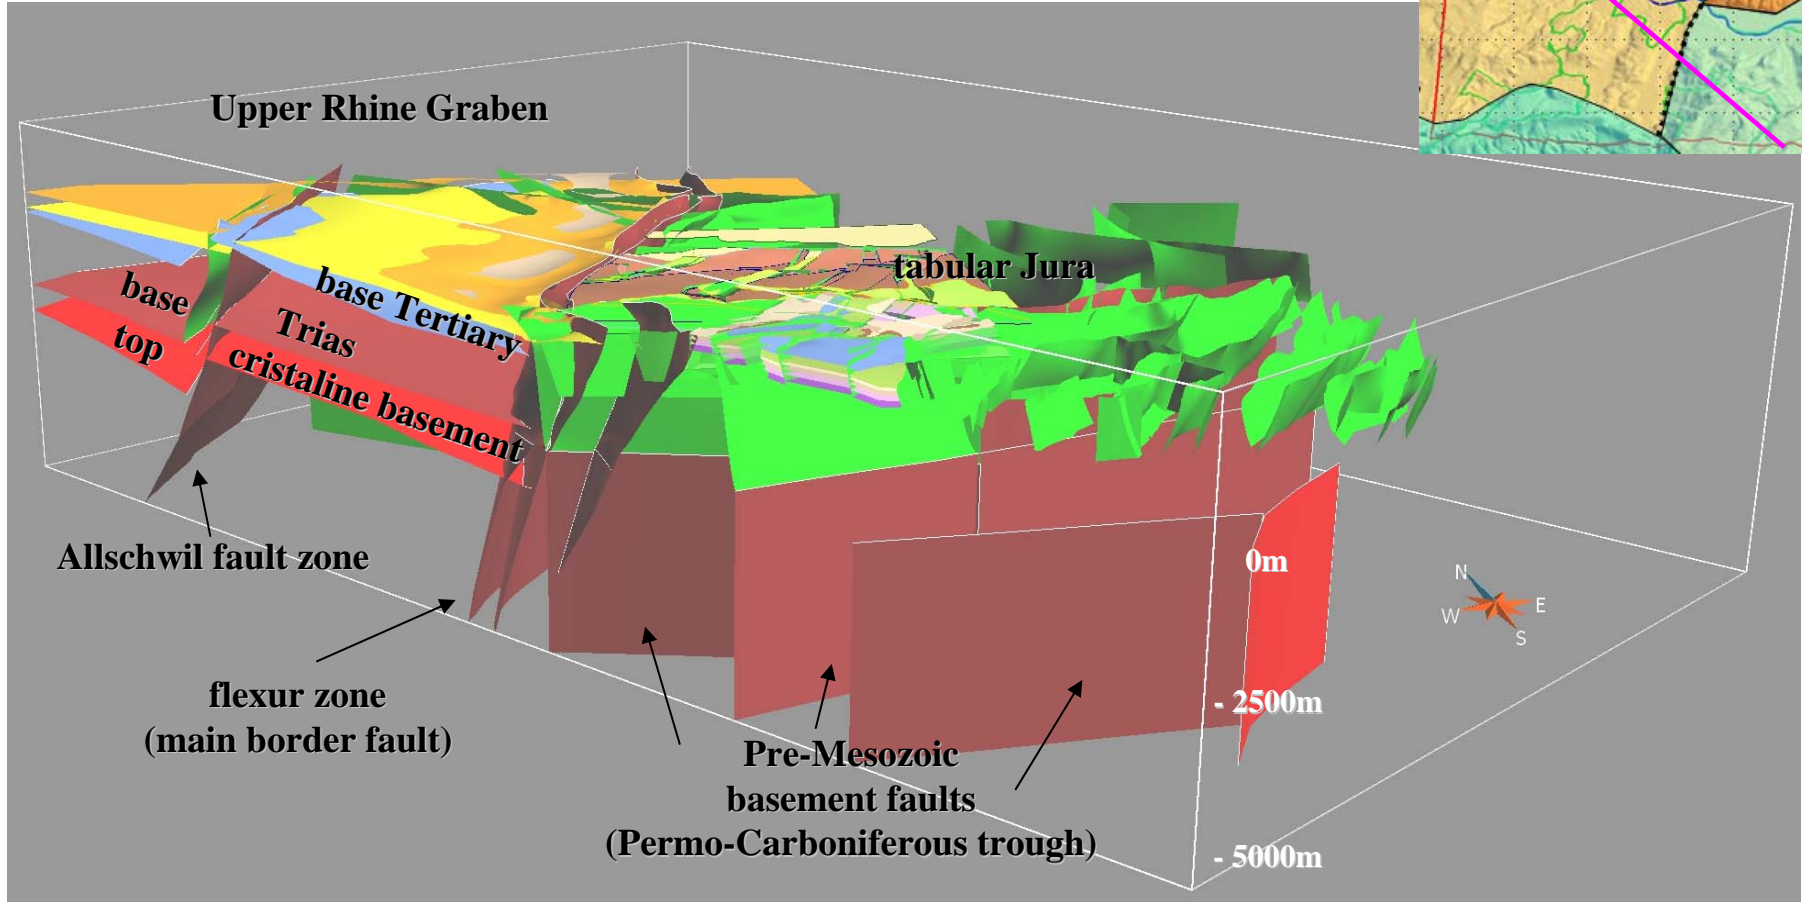 Upper Rhine Graben
tabular Jura
base Tertiary
base
Trias
top
cristaline basement
Allschwil fault zone
flexur zone
(main border fault)
Pre-Mesozoic
basement faults
(Permo-Carboniferous trough)
0m
- 2500m
- 5000m
N
W
E
S